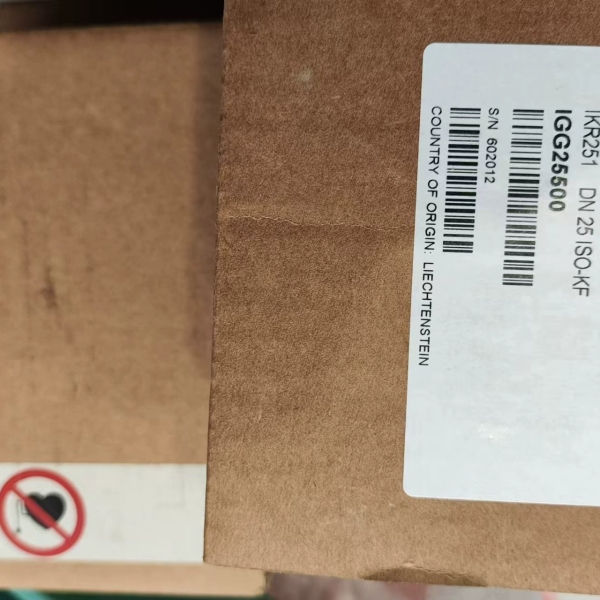 IKR251 DN 25 ISO-KF
IGG25500
S/N 602012
COUNTRY OF ORIGIN: LIECHTENSTEIN